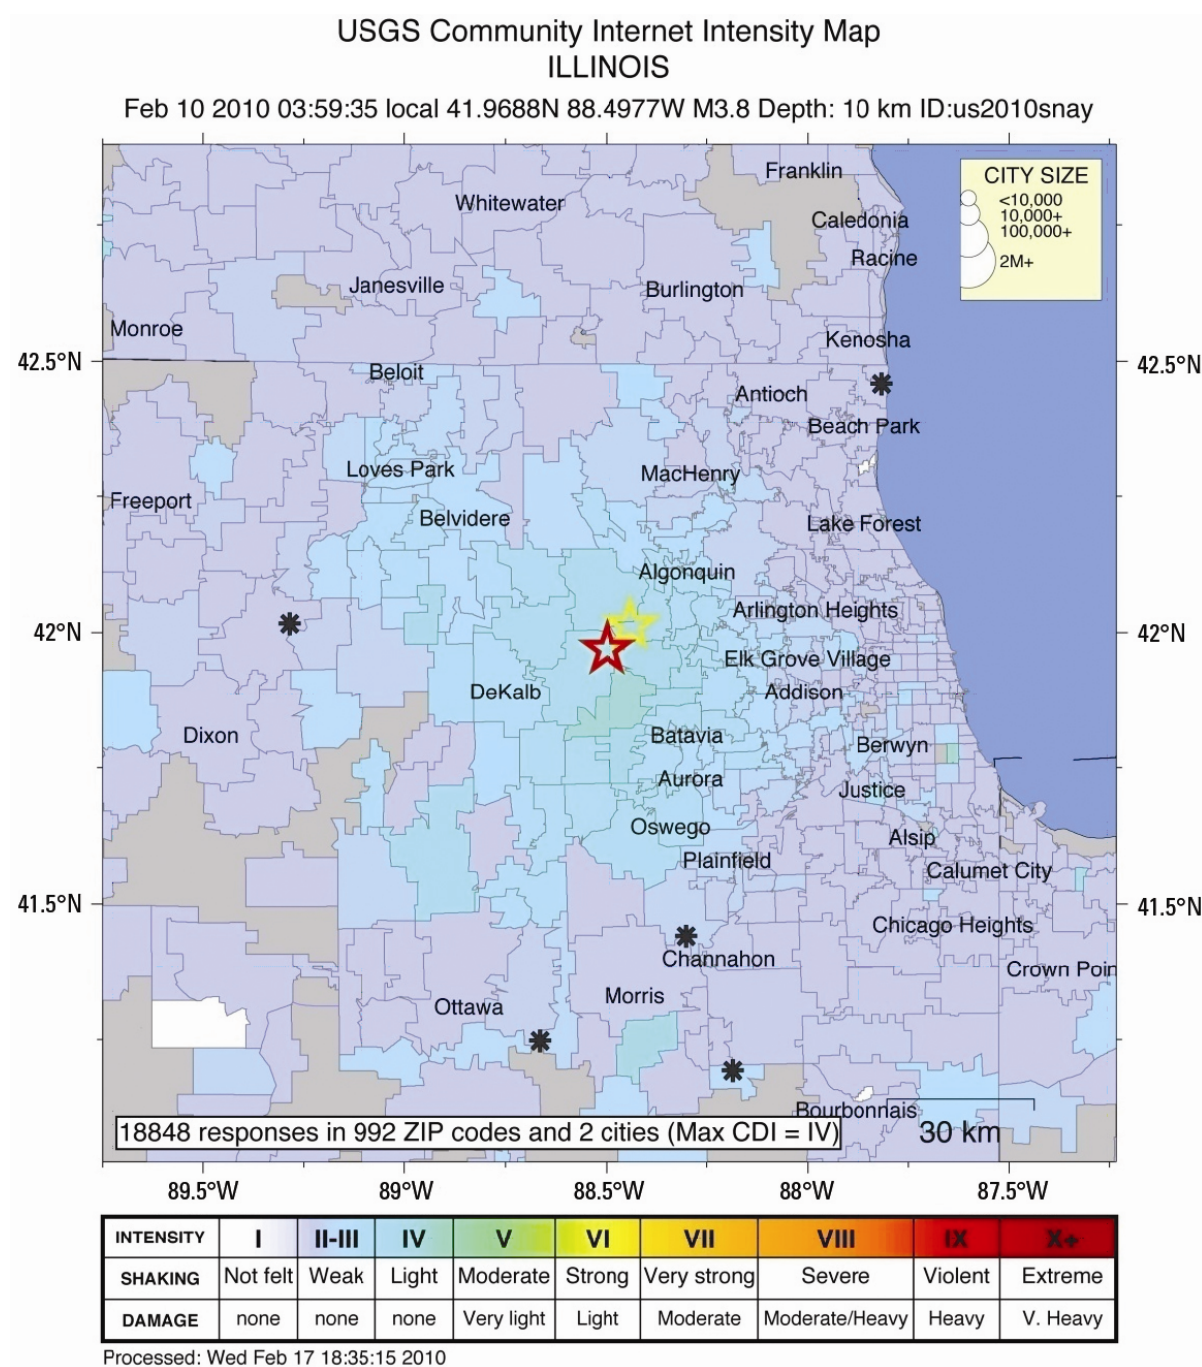 USGS Community Internet Intensity Map
ILLINOIS
Feb 10 2010 03:59:35 local 41.9688N 88.4977W M3.8 Depth: 10 km ID:us2010snay
CITY SIZE
<10,000
10,000+
100,000+
2M+
Franklin
Whitewater
Caledonia
Racine
Janesville
Burlington
Monroe
Kenosha
42.5°N
42.5°N
Beloit
Antioch
Beach Park
Loves Park
MacHenry
Freeport
Belvidere
Lake Forest
Algonquin
Arlington Heights
42°N
42°N
Elk Grove Village
DeKalb
Addison
Dixon
Batavia
Berwyn
Aurora
Justice
Oswego
Alsip
Plainfield
Calumet City
41.5°N
41.5°N
Chicago Heights
Channahon
Crown Poin
Morris
Ottawa
Bourbonnais
18848 responses in 992 ZIP codes and 2 cities (Max CDI = IV)
30 km
89.5°W 89°W 88.5°W 88°W 87.5°W
INTENSITY I II-III IV V VI VII VIII IX X+
SHAKING Not felt Weak Light Moderate Strong Very strong Severe Violent Extreme
DAMAGE none none none Very light Light Moderate Moderate/Heavy Heavy V. Heavy
Processed: Wed Feb 17 18:35:15 2010